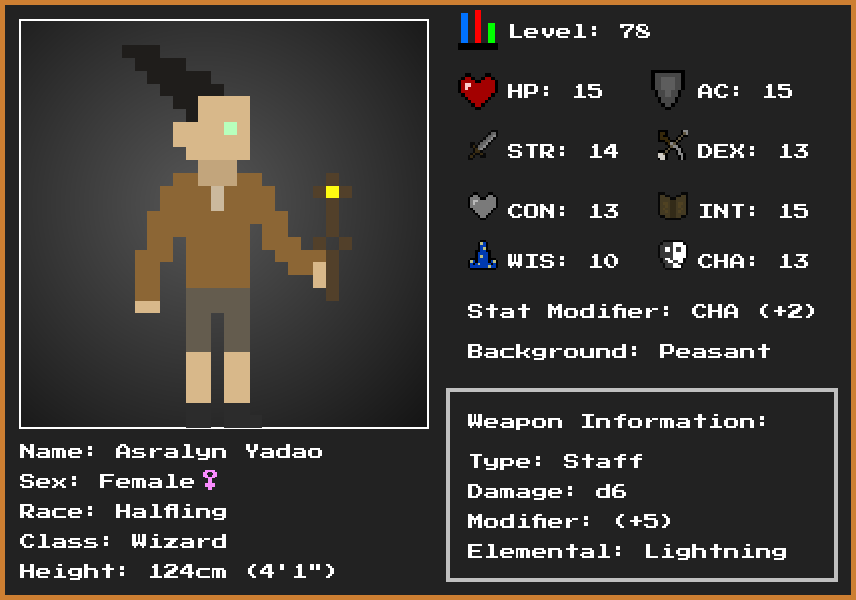 Level: 78
HP: 15 AC: 15
STR: 14 DEX: 13
CON: 13 INT: 15
WIS: 10 CHA: 13
Stat Modifier: CHA (+2)
Background: Peasant
Weapon Information:
Type: Staff
Damage: d6
Modifier: (+5)
Elemental: Lightning
Name: Asralyn Yadao
Sex: Female♀
Race: Halfling
Class: Wizard
Height: 124cm (4'1")